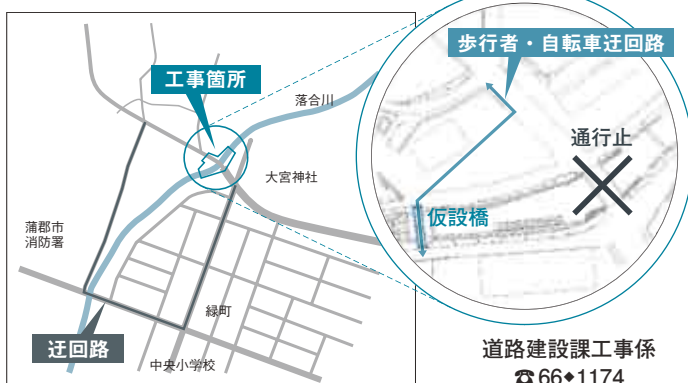 工事箇所
落合川
大宮神社
蒲郡市
消防署
緑町
迂回路
中央小学校
歩行者・自転車迂回路
通行止
仮設橋
道路建設課工事係
☎66◆1174